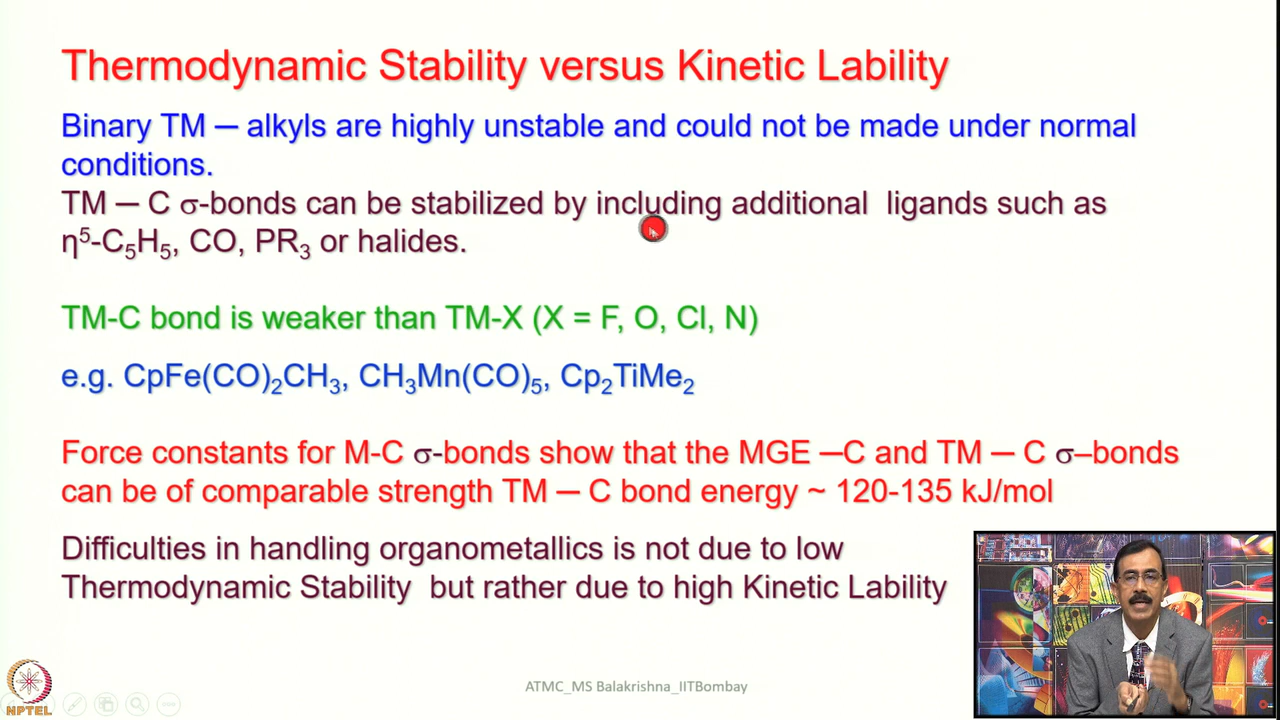 Thermodynamic Stability versus Kinetic Lability
Binary TM — alkyls are highly unstable and could not be made under normal
conditions.
TM — C σ-bonds can be stabilized by including additional ligands such as
η⁵-C₅H₅, CO, PR₃ or halides.
TM-C bond is weaker than TM-X (X = F, O, Cl, N)
e.g. CpFe(CO)₂CH₃, CH₃Mn(CO)₅, Cp₂TiMe₂
Force constants for M-C σ-bonds show that the MGE —C and TM — C σ–bonds
can be of comparable strength TM — C bond energy ~ 120-135 kJ/mol
Difficulties in handling organometallics is not due to low
Thermodynamic Stability but rather due to high Kinetic Lability
ATMC_MS Balakrishna_IITBombay
NPTEL